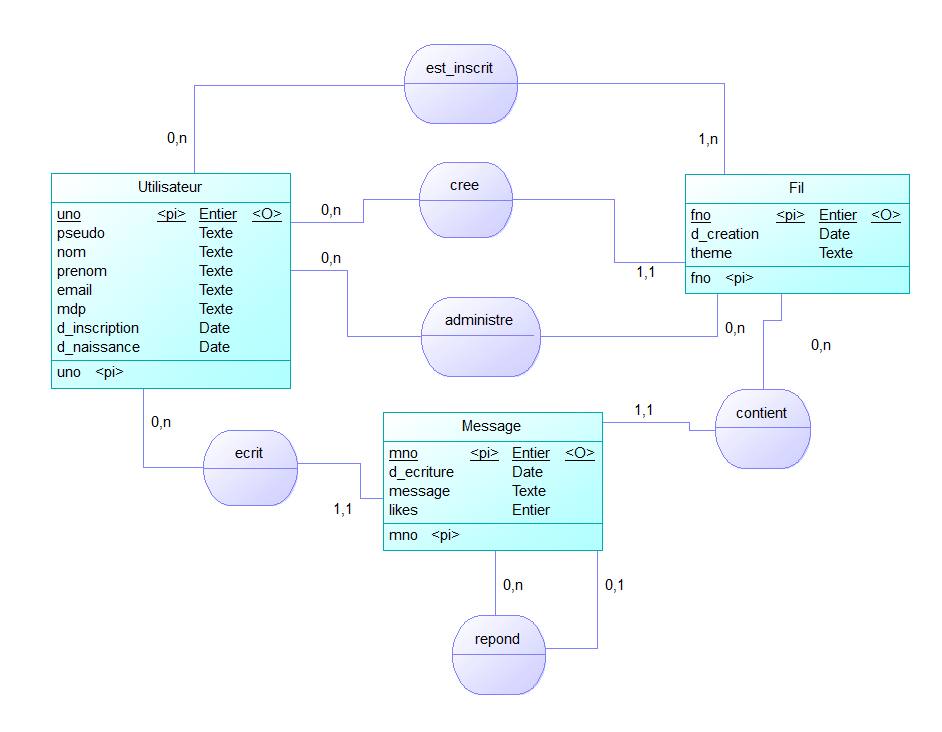 est_inscrit
0,n
1,n
Utilisateur
uno <pi> Entier <O>
pseudo Texte
nom Texte
prenom Texte
email Texte
mdp Texte
d_inscription Date
d_naissance Date
uno <pi>
cree
0,n
1,1
Fil
fno <pi> Entier <O>
d_creation Date
theme Texte
fno <pi>
0,n
administre
0,n
0,n
contient
1,1
0,n
ecrit
1,1
Message
mno <pi> Entier <O>
d_ecriture Date
message Texte
likes Entier
mno <pi>
0,n
0,1
repond